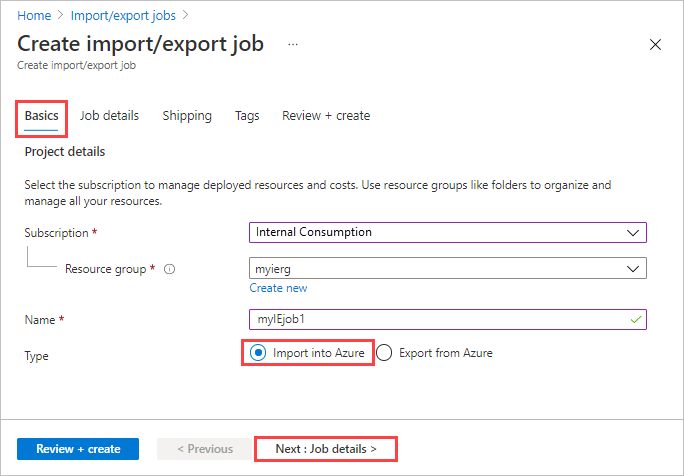 Home > Import/export jobs >
Create import/export job ...
Create import/export job
Basics Job details Shipping Tags Review + create
Project details
Select the subscription to manage deployed resources and costs. Use resource groups like folders to organize and
manage all your resources.
Subscription * Internal Consumption
Resource group * myierg
Create new
Name * myIEjob1
Type Import into Azure Export from Azure
Review + create < Previous Next : Job details >